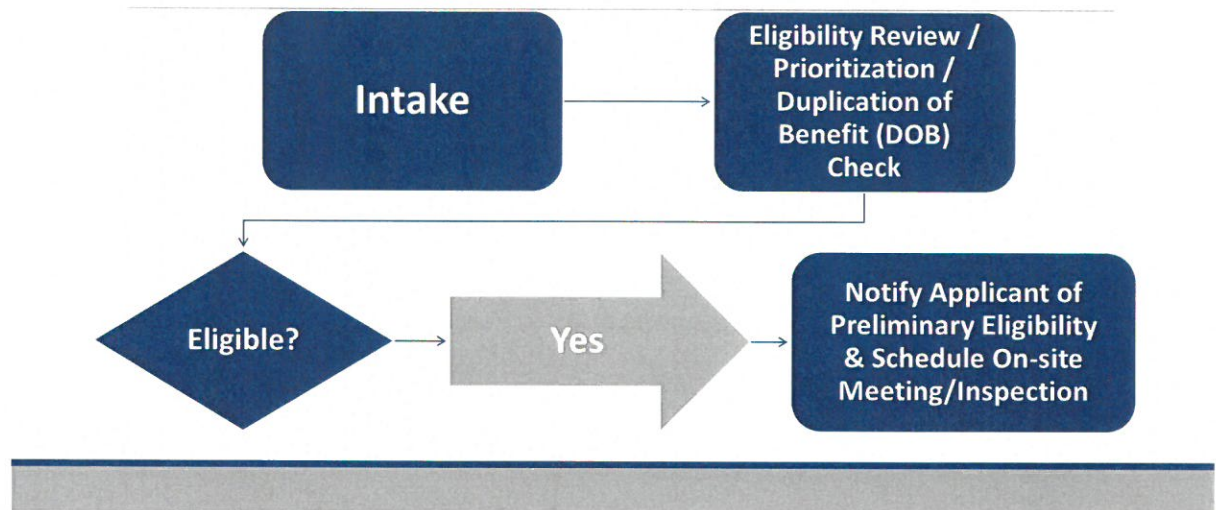 Intake
Eligibility Review /
Prioritization /
Duplication of
Benefit (DOB)
Check
Eligible?
Yes
Notify Applicant of
Preliminary Eligibility
& Schedule On-site
Meeting/Inspection